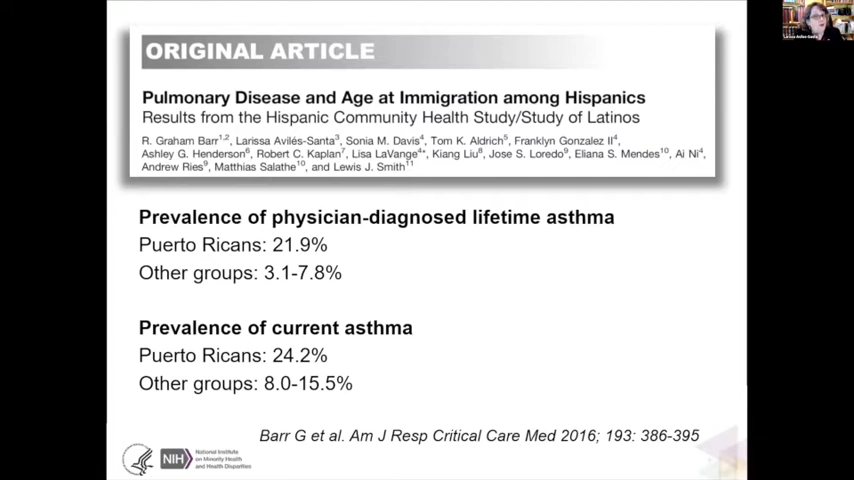 ORIGINAL ARTICLE
Pulmonary Disease and Age at Immigration among Hispanics
Results from the Hispanic Community Health Study/Study of Latinos
R. Graham Barr1,2, Larissa Avilés-Santa3, Sonia M. Davis4, Tom K. Aldrich5, Franklyn Gonzalez II4,
Ashley G. Henderson6, Robert C. Kaplan7, Lisa LaVange4*, Kiang Liu8, Jose S. Loredo9, Eliana S. Mendes10, Ai Ni4,
Andrew Ries9, Matthias Salathe10, and Lewis J. Smith11
Prevalence of physician-diagnosed lifetime asthma
Puerto Ricans: 21.9%
Other groups: 3.1-7.8%
Prevalence of current asthma
Puerto Ricans: 24.2%
Other groups: 8.0-15.5%
Barr G et al. Am J Resp Critical Care Med 2016; 193: 386-395
NIH
National Institute
on Minority Health
and Health Disparities